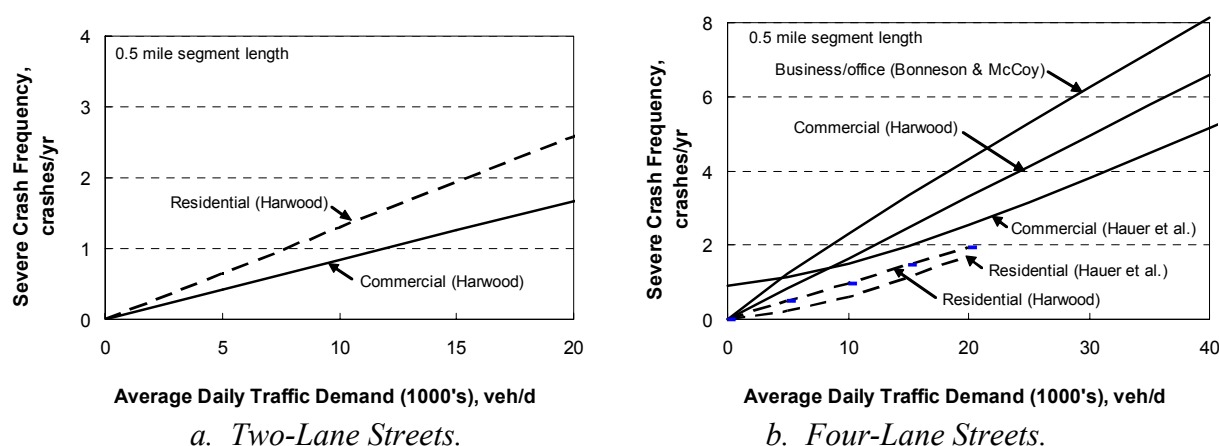 Severe Crash Frequency,
crashes/yr
4
3
2
1
0
0.5 mile segment length
Residential (Harwood)
Commercial (Harwood)
0 5 10 15 20
Average Daily Traffic Demand (1000's), veh/d
a. Two-Lane Streets.
Severe Crash Frequency,
crashes/yr
8
6
4
2
0
0.5 mile segment length
Business/office (Bonneson & McCoy)
Commercial (Harwood)
Commercial (Hauer et al.)
Residential (Hauer et al.)
Residential (Harwood)
0 10 20 30 40
Average Daily Traffic Demand (1000's), veh/d
b. Four-Lane Streets.